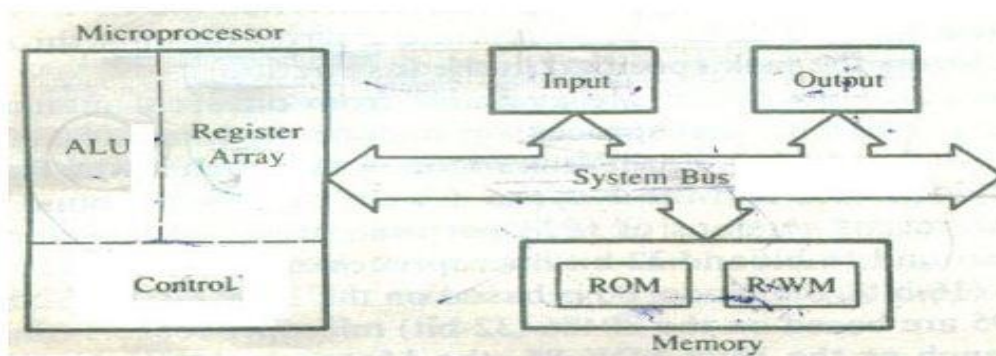 Microprocessor
ALU
Register
Array
Control
Input
Output
System Bus
ROM
R/WM
Memory